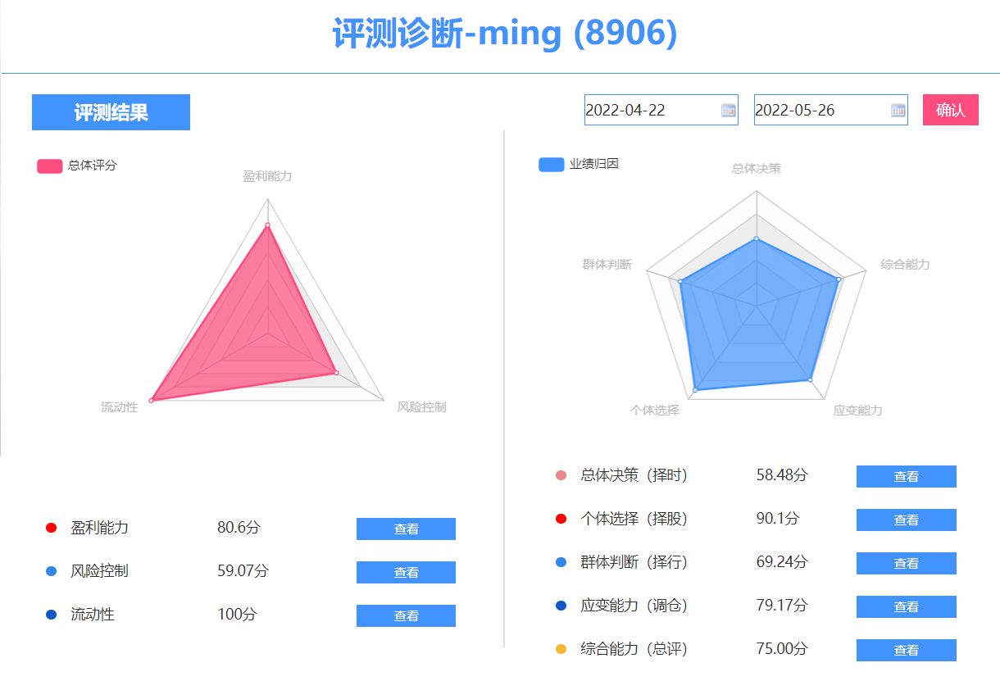 评测诊断-ming (8906)
评测结果
2022-04-22
2022-05-26
确认
总体评分
盈利能力
流动性
风险控制
业绩归因
总体决策
群体判断
综合能力
个体选择
应变能力
盈利能力 80.6分 查看
风险控制 59.07分 查看
流动性 100分 查看
总体决策（择时） 58.48分 查看
个体选择（择股） 90.1分 查看
群体判断（择行） 69.24分 查看
应变能力（调仓） 79.17分 查看
综合能力（总评） 75.00分 查看